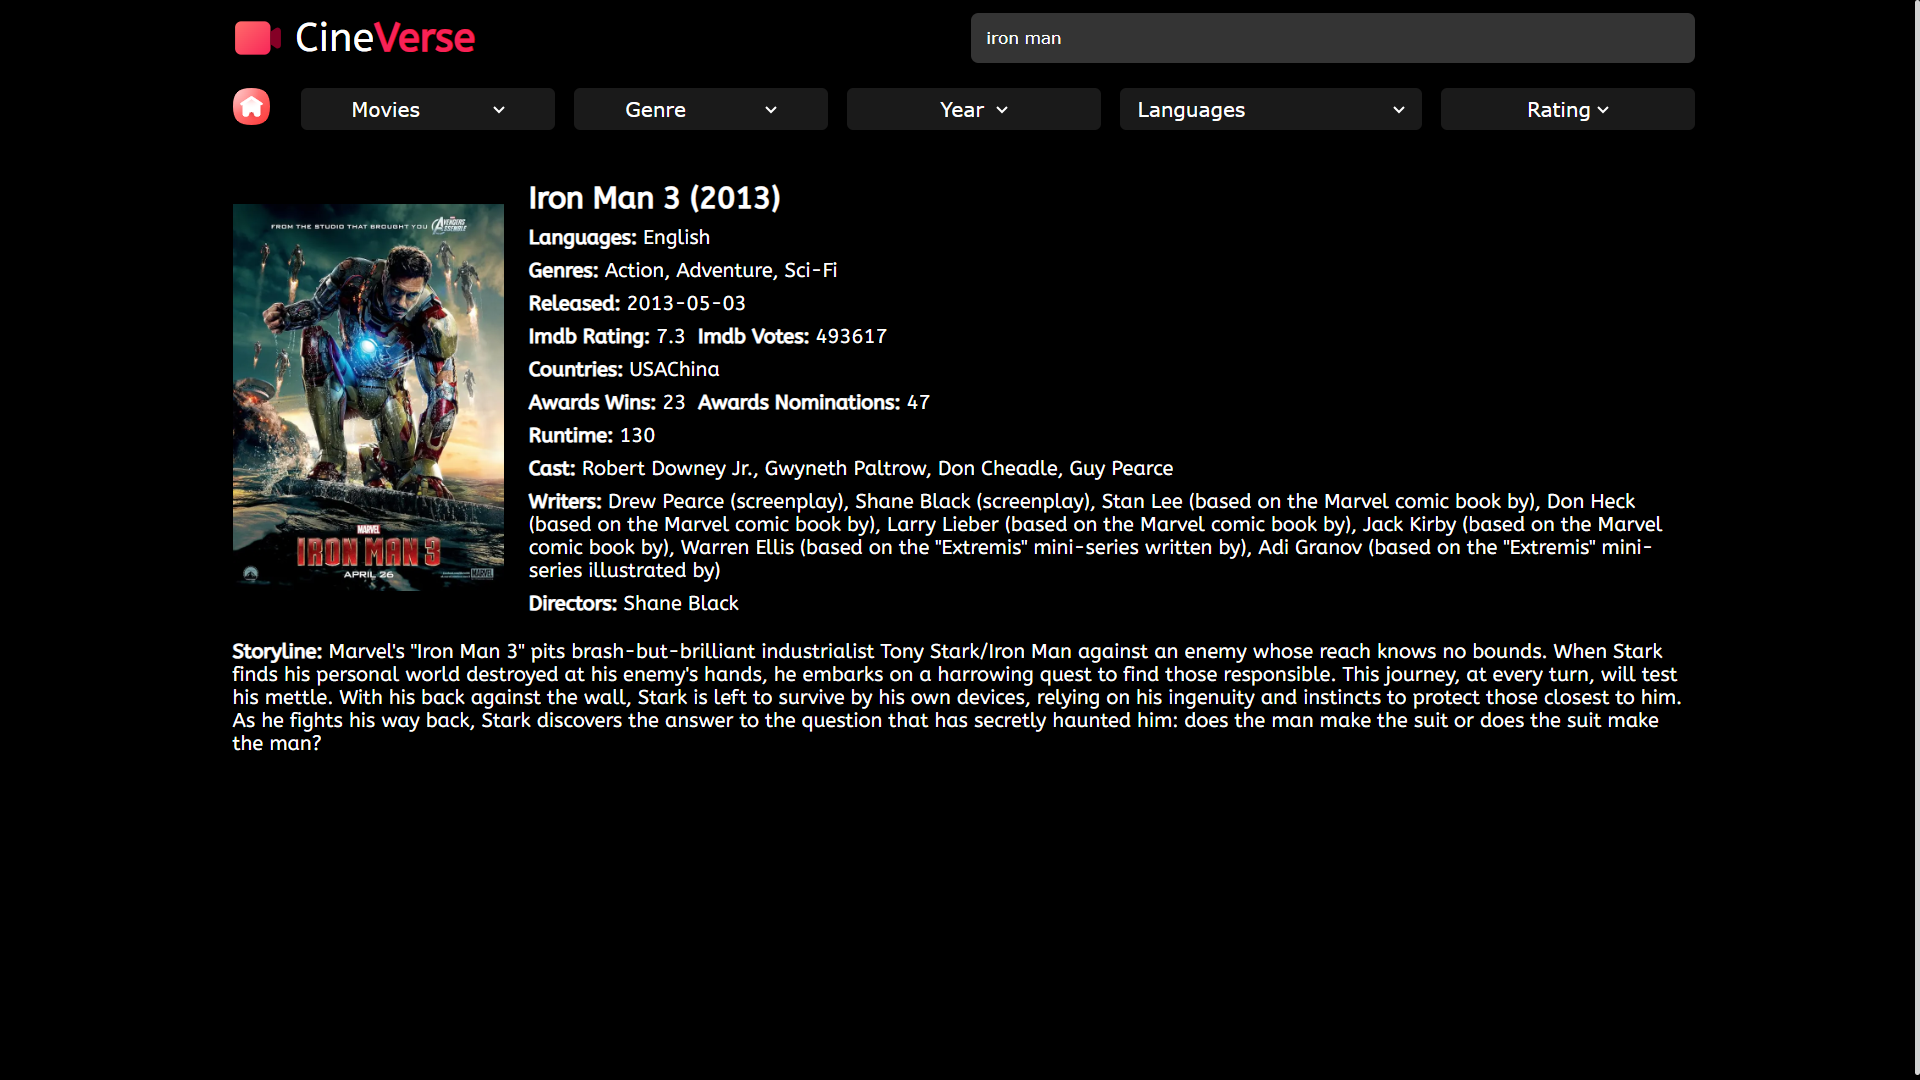 CineVerse
iron man
Movies
Genre
Year
Languages
Rating
FROM THE STUDIO THAT BROUGHT YOU
AVENGERS
ASSEMBLE
MARVEL
IRON MAN 3
APRIL 26
MARVEL
Iron Man 3 (2013)
Languages: English
Genres: Action, Adventure, Sci-Fi
Released: 2013-05-03
Imdb Rating: 7.3 Imdb Votes: 493617
Countries: USAChina
Awards Wins: 23 Awards Nominations: 47
Runtime: 130
Cast: Robert Downey Jr., Gwyneth Paltrow, Don Cheadle, Guy Pearce
Writers: Drew Pearce (screenplay), Shane Black (screenplay), Stan Lee (based on the Marvel comic book by), Don Heck
(based on the Marvel comic book by), Larry Lieber (based on the Marvel comic book by), Jack Kirby (based on the Marvel
comic book by), Warren Ellis (based on the "Extremis" mini-series written by), Adi Granov (based on the "Extremis" mini-
series illustrated by)
Directors: Shane Black
Storyline: Marvel's "Iron Man 3" pits brash-but-brilliant industrialist Tony Stark/Iron Man against an enemy whose reach knows no bounds. When Stark
finds his personal world destroyed at his enemy's hands, he embarks on a harrowing quest to find those responsible. This journey, at every turn, will test
his mettle. With his back against the wall, Stark is left to survive by his own devices, relying on his ingenuity and instincts to protect those closest to him.
As he fights his way back, Stark discovers the answer to the question that has secretly haunted him: does the man make the suit or does the suit make
the man?